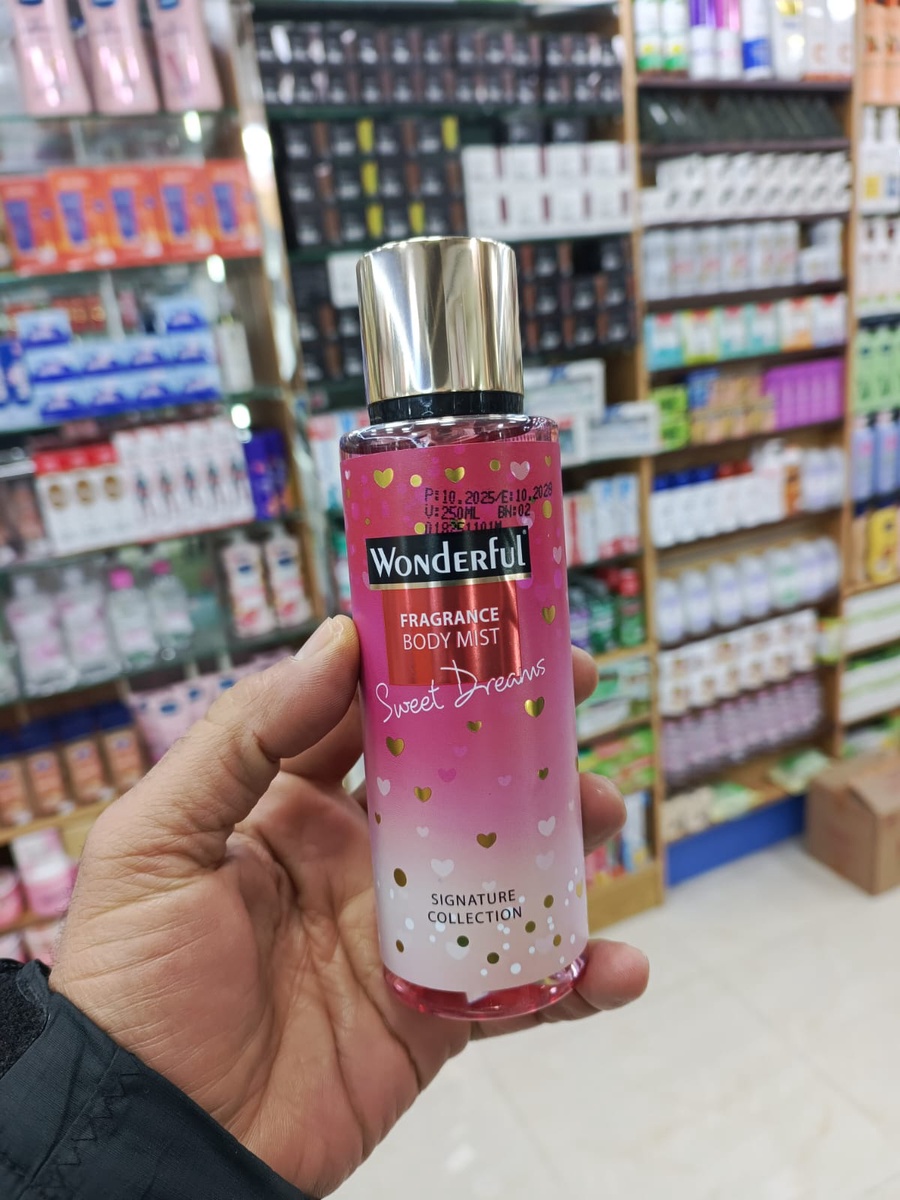 P:10.2025/E:10.2028
V:250ML BN:02
WONDERFUL
FRAGRANCE
BODY MIST
Sweet Dreams
SIGNATURE
COLLECTION